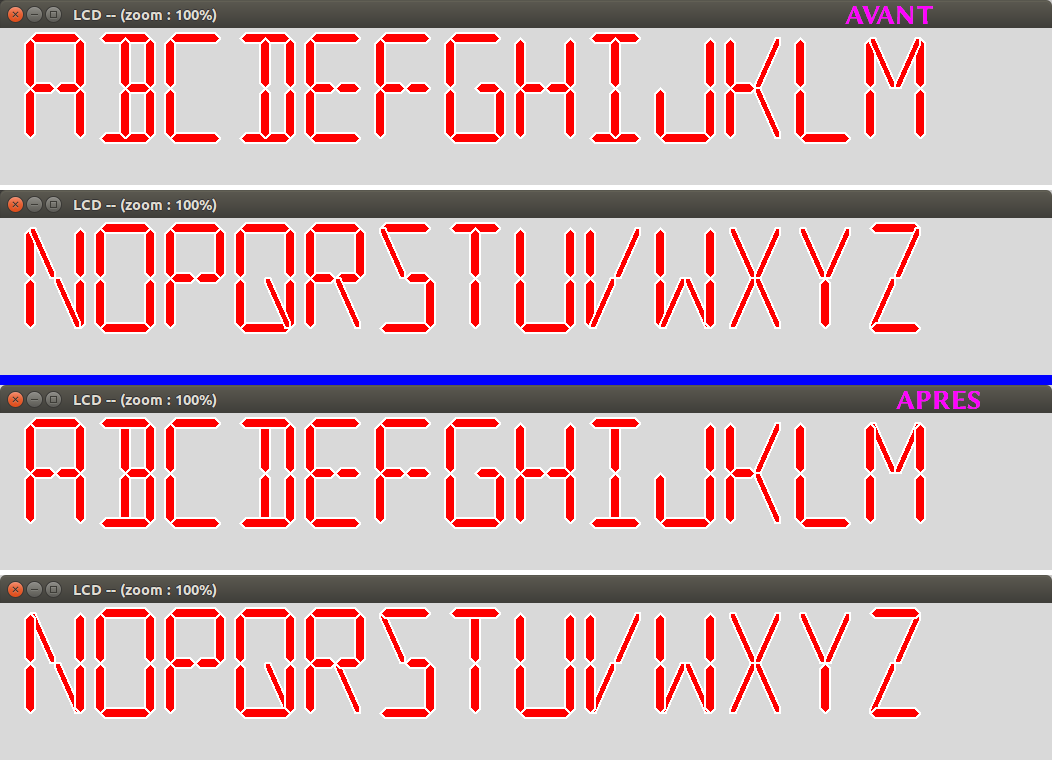 LCD -- (zoom : 100%) AVANT
ABCDEFGHIJKLM
LCD -- (zoom : 100%)
NOPQRSTUVWXYZ
LCD -- (zoom : 100%) APRES
ABCDEFGHIJKLM
LCD -- (zoom : 100%)
NOPQRSTUVWXYZ